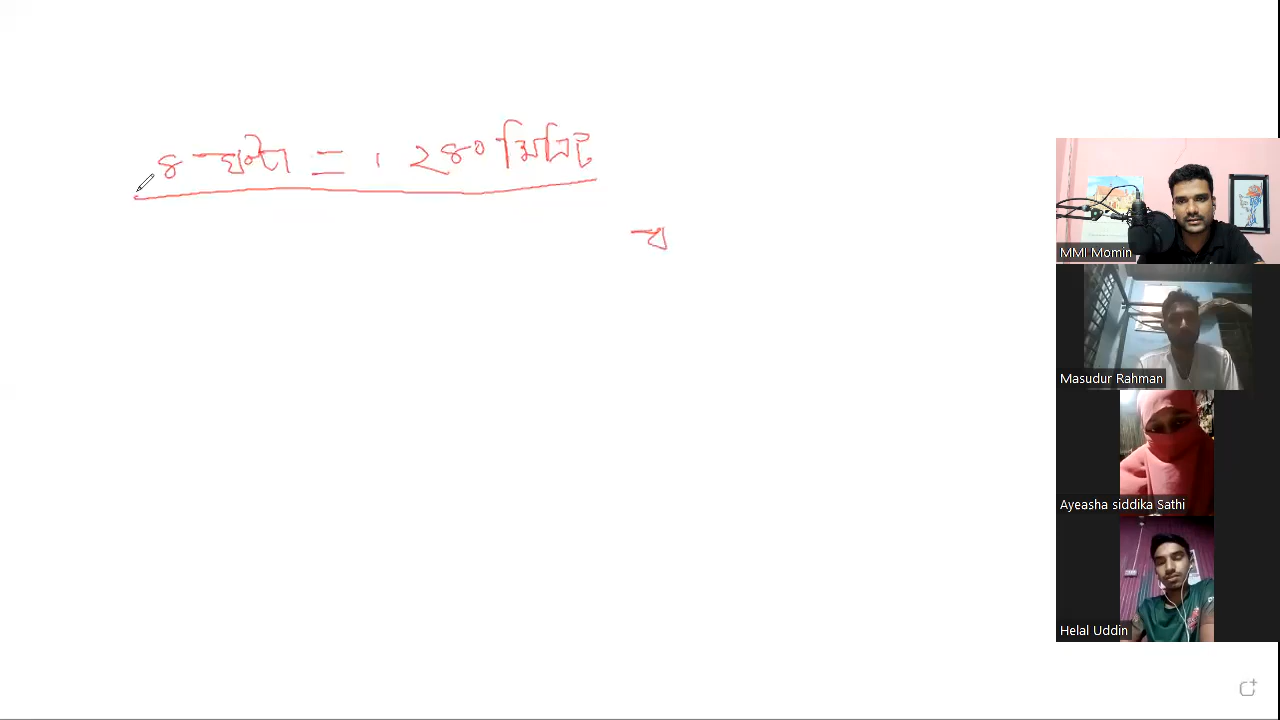 ৪ ঘন্টা = ২৪০ মিনিট
MMI Momin
Masudur Rahman
Ayeasha siddika Sathi
Helal Uddin